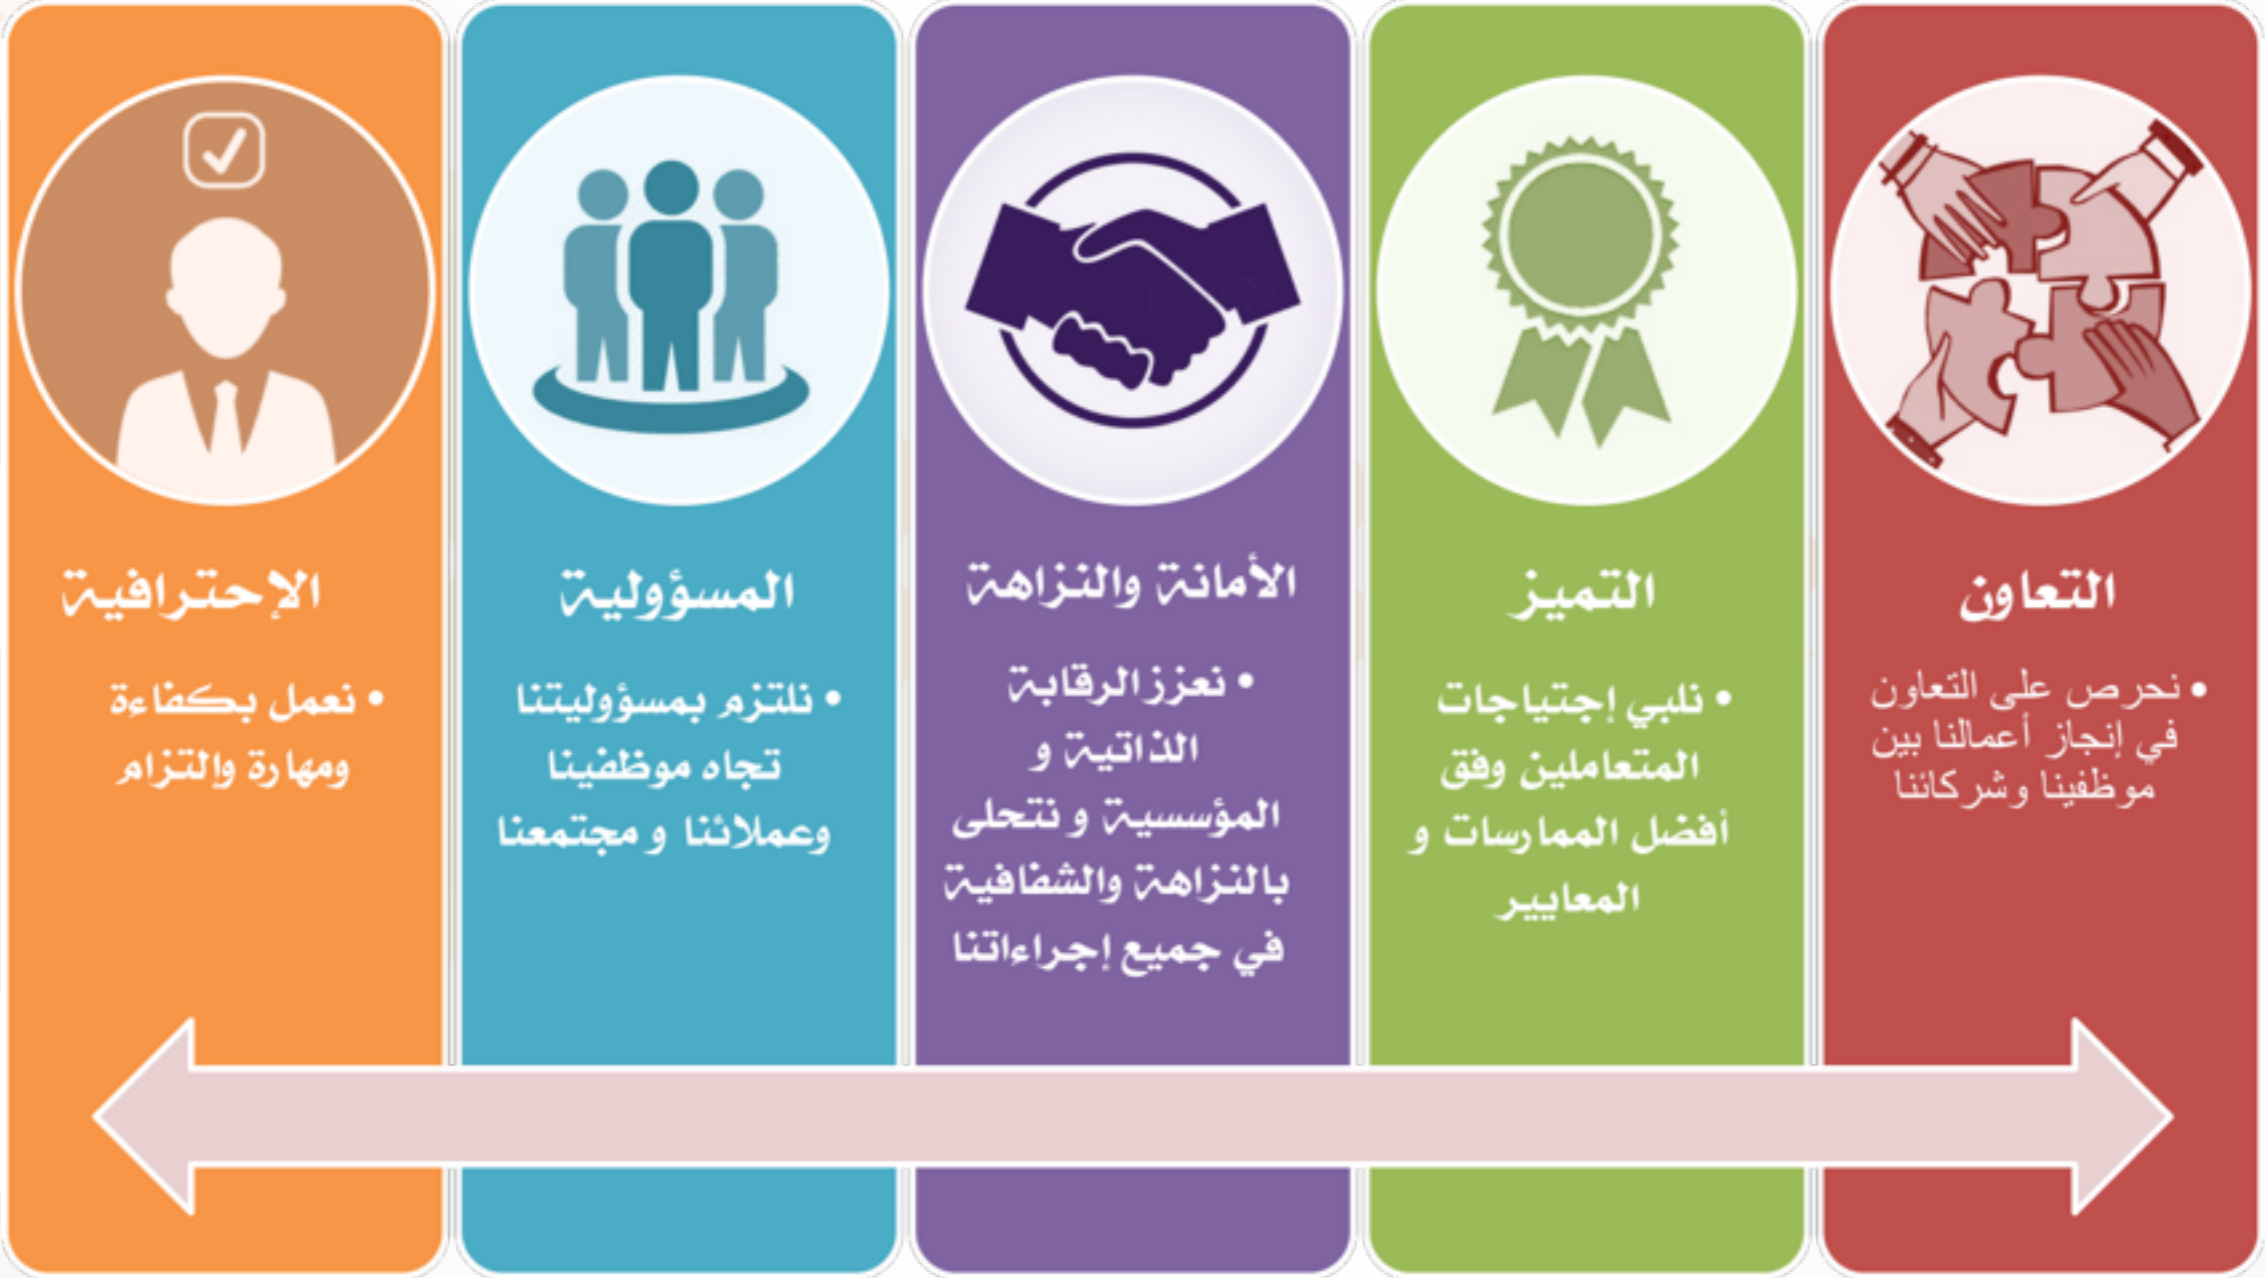 التعاون
• نحرص على التعاون
في إنجاز أعمالنا بين
موظفينا وشركائنا
التميز
• نلبي إجتياجات
المتعاملين وفق
أفضل الممارسات و
المعايير
الأمانة والنزاهة
• نعزز الرقابة
الذاتية و
المؤسسية و نتحلى
بالنزاهة والشفافية
في جميع إجراءاتنا
المسؤولية
• نلتزم بمسؤوليتنا
تجاه موظفينا
وعملائنا و مجتمعنا
الإحترافية
• نعمل بكفاءة
ومهارة والتزام